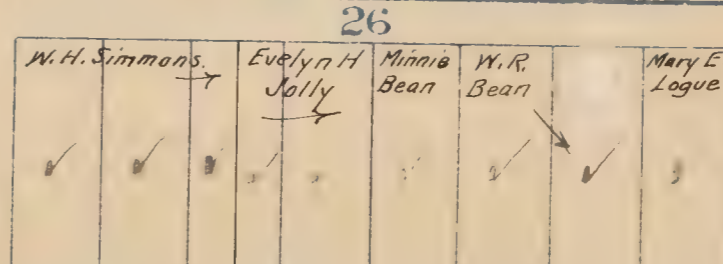 26
W. H. Simmons.
Evelyn H
Jolly
Minnie
Bean
W. R.
Bean
Mary E
Logue